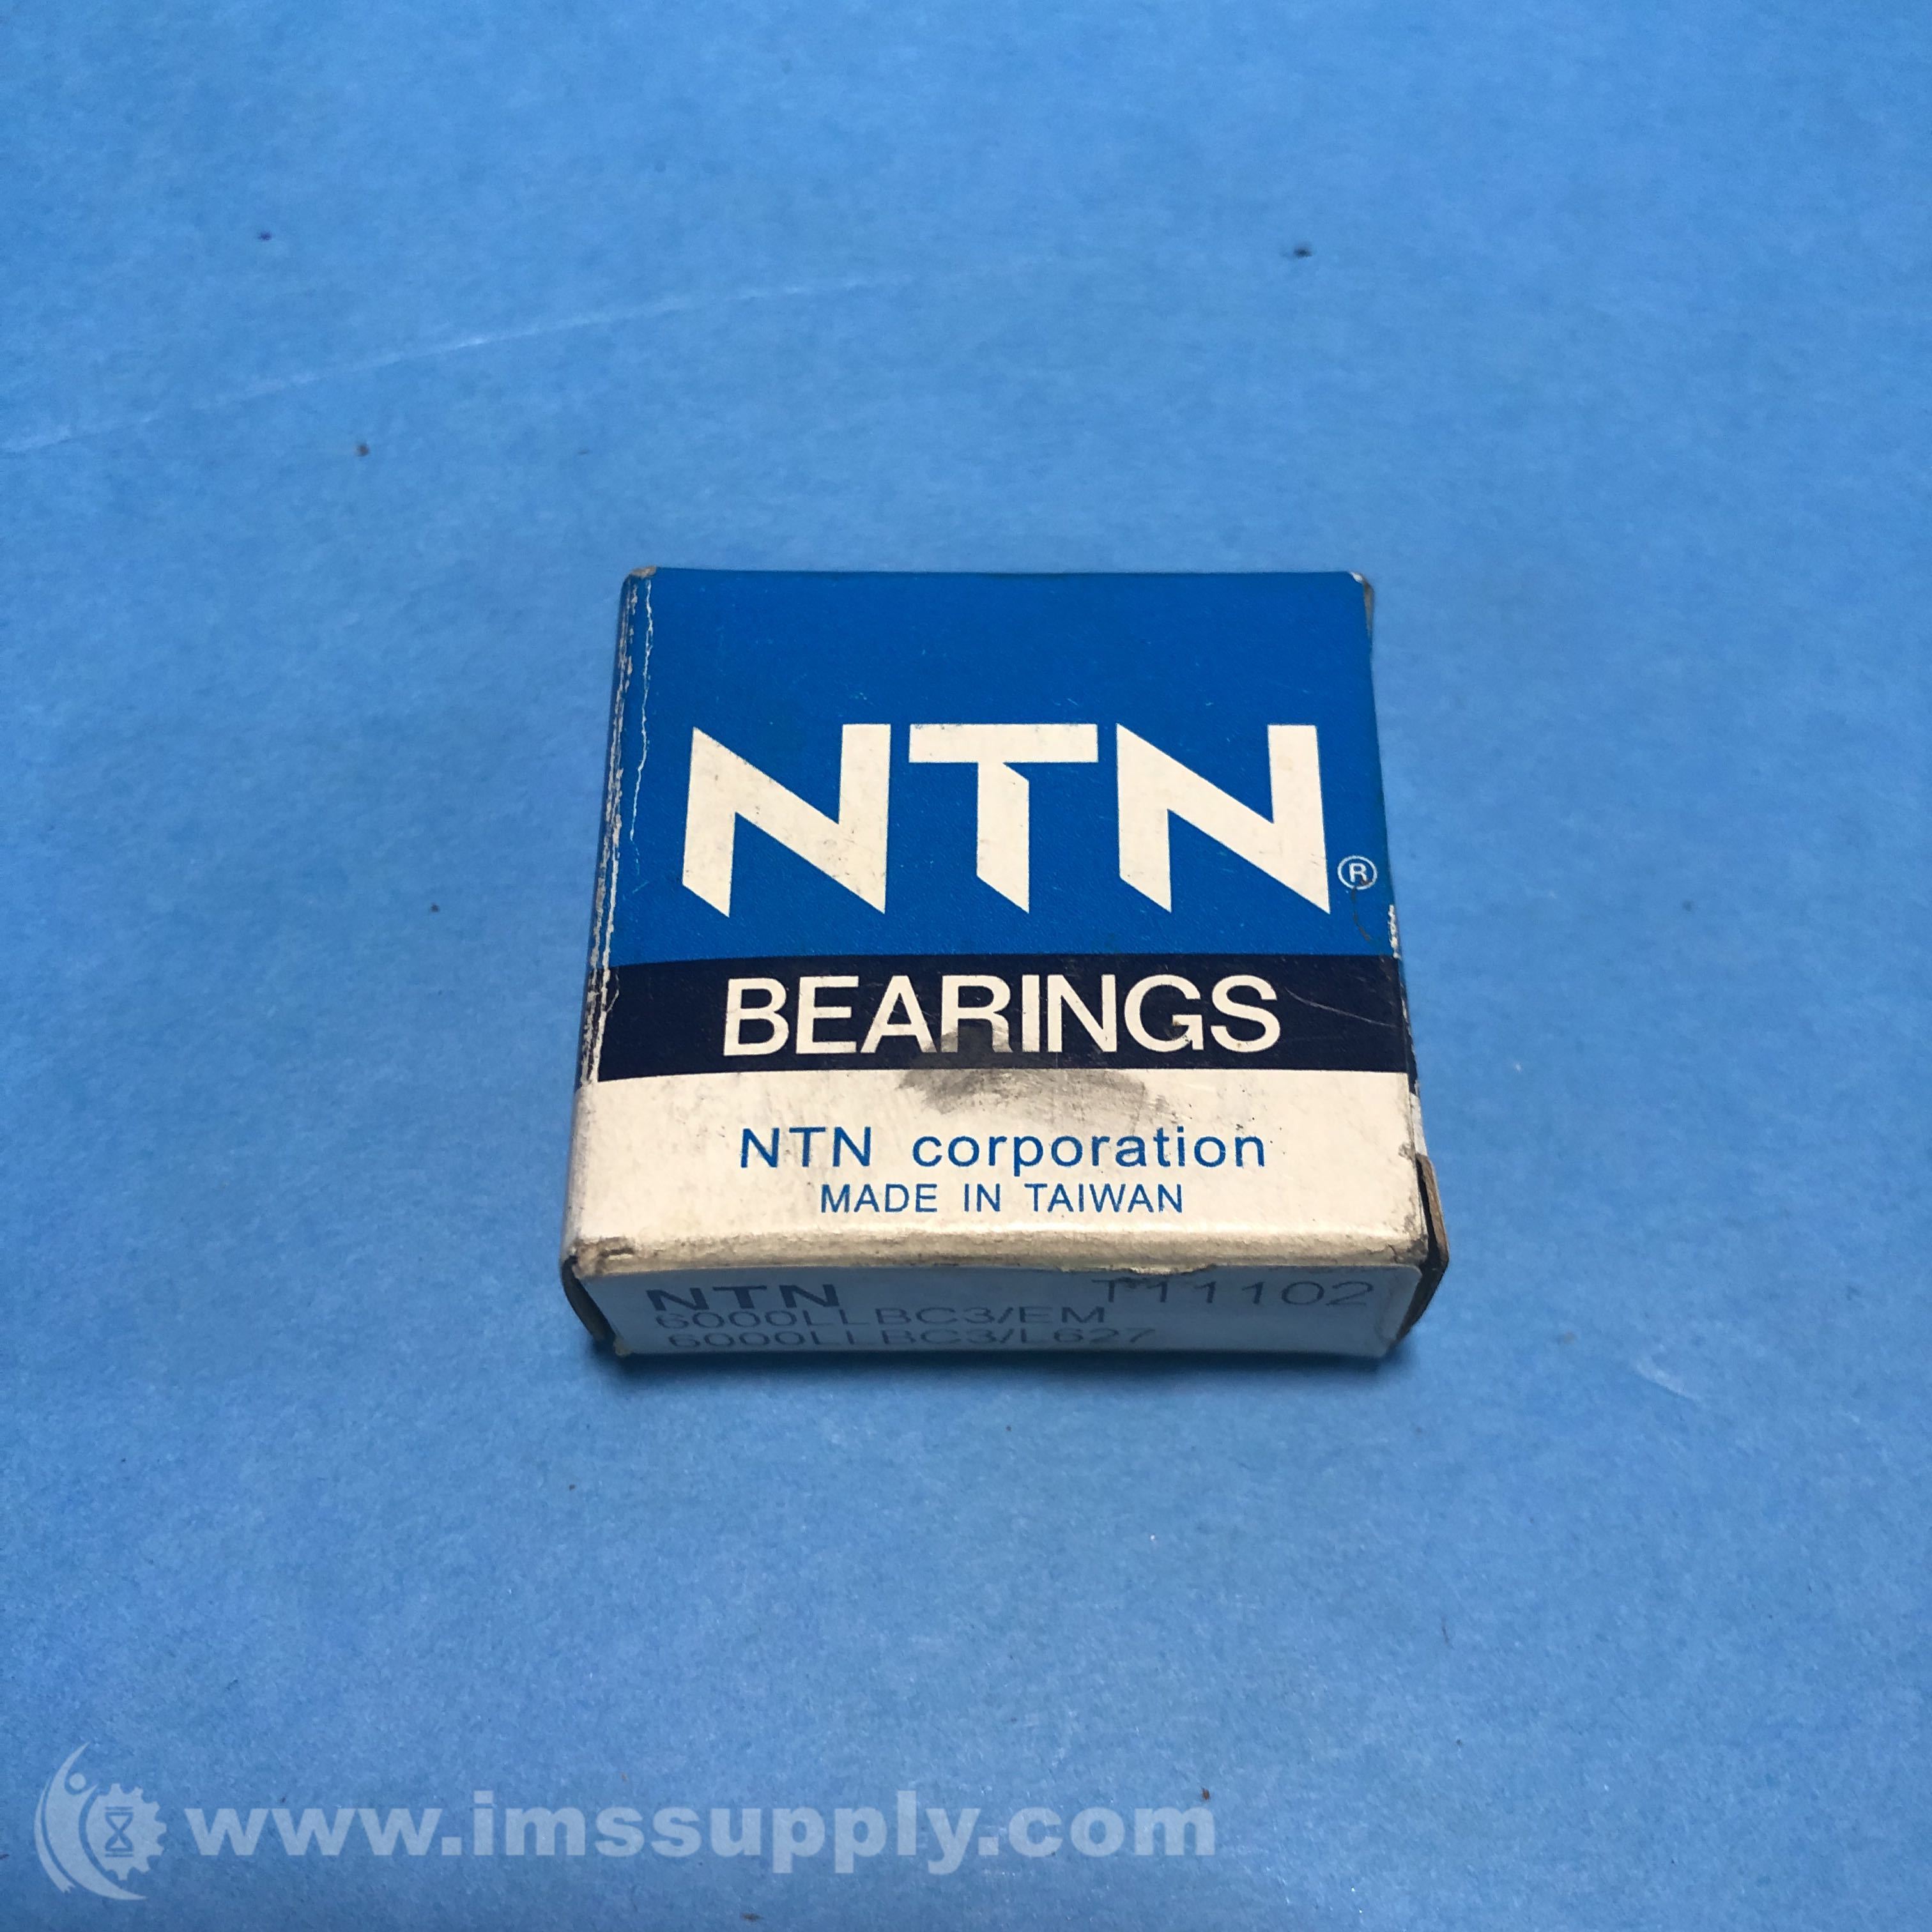 NTN®
BEARINGS
NTN corporation
MADE IN TAIWAN
NTN T11102
6000LLBC3/EM
6000LLBC3/L627
www.imssupply.com